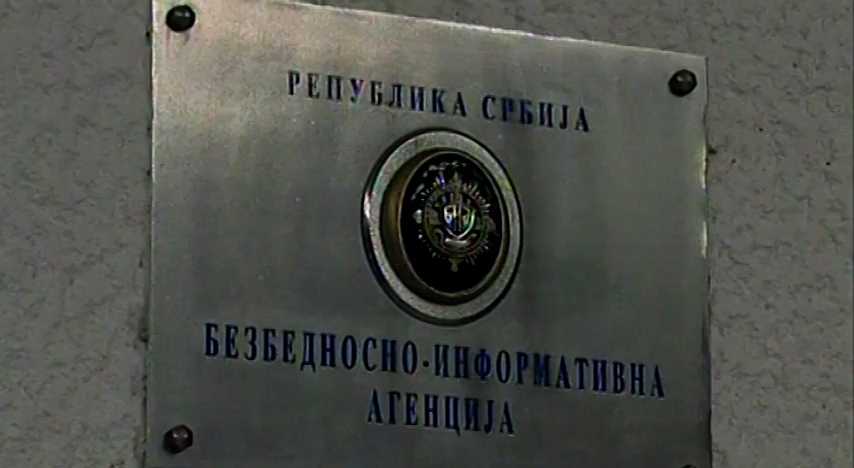 РЕПУБЛИКА СРБИЈА
БЕЗБЕДНОСНО-ИНФОРМАТИВНА
АГЕНЦИЈА